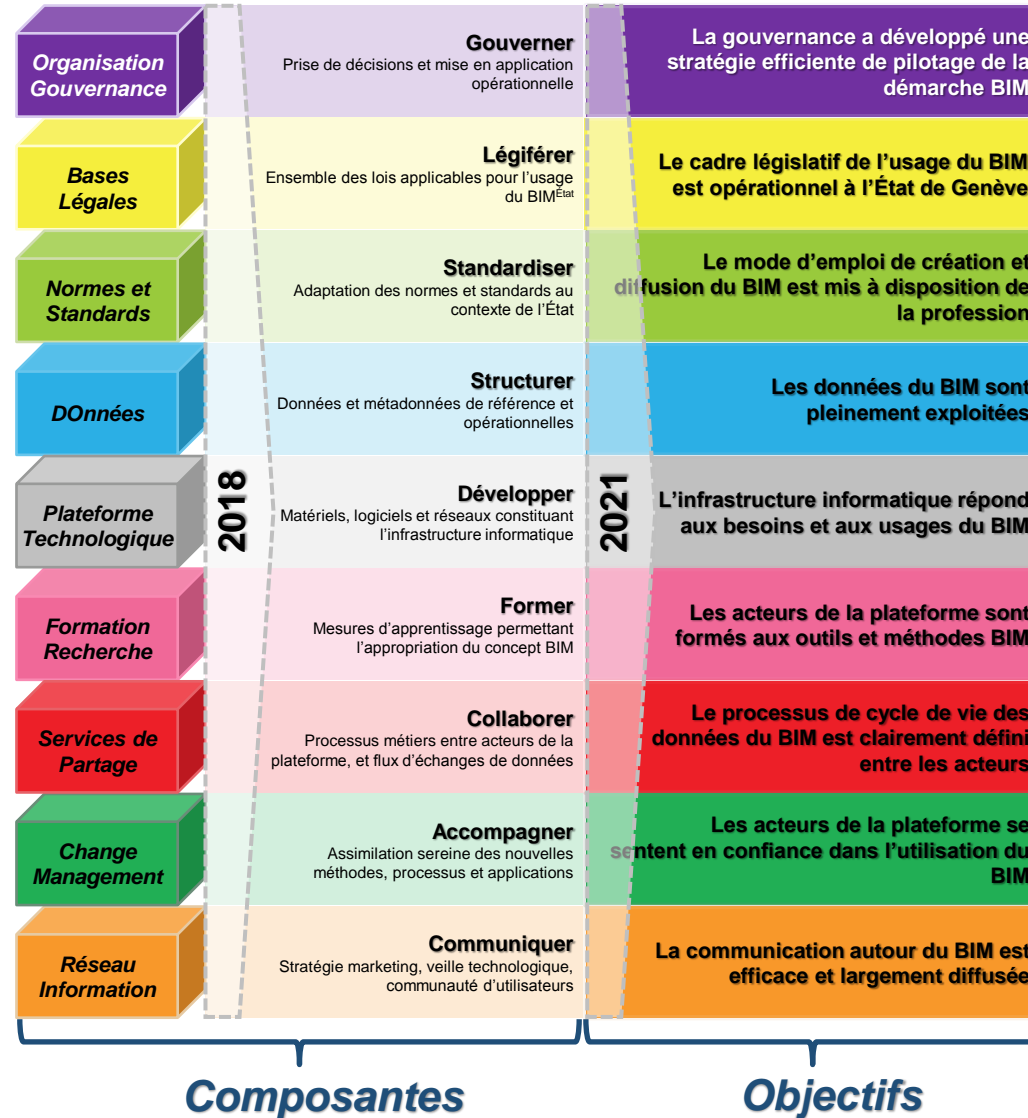 Organisation
Gouvernance
Gouverner
Prise de décisions et mise en application
opérationnelle
La gouvernance a développé une
stratégie efficiente de pilotage de la
démarche BIM
Bases
Légales
Légiférer
Ensemble des lois applicables pour l'usage
du BIMÉtat
Le cadre législatif de l'usage du BIM
est opérationnel à l'État de Genève
Normes et
Standards
Standardiser
Adaptation des normes et standards au
contexte de l'État
Le mode d'emploi de création et
diffusion du BIM est mis à disposition de
la profession
DOnnées
Structurer
Données et métadonnées de référence et
opérationnelles
Les données du BIM sont
pleinement exploitées
Plateforme
Technologique
2018
Développer
Matériels, logiciels et réseaux constituant
l'infrastructure informatique
2021
L'infrastructure informatique répond
aux besoins et aux usages du BIM
Formation
Recherche
Former
Mesures d'apprentissage permettant
l'appropriation du concept BIM
Les acteurs de la plateforme sont
formés aux outils et méthodes BIM
Services de
Partage
Collaborer
Processus métiers entre acteurs de la
plateforme, et flux d'échanges de données
Le processus de cycle de vie des
données du BIM est clairement défini
entre les acteurs
Change
Management
Accompagner
Assimilation sereine des nouvelles
méthodes, processus et applications
Les acteurs de la plateforme se
sentent en confiance dans l'utilisation du
BIM
Réseau
Information
Communiquer
Stratégie marketing, veille technologique,
communauté d'utilisateurs
La communication autour du BIM est
efficace et largement diffusée
Composantes
Objectifs